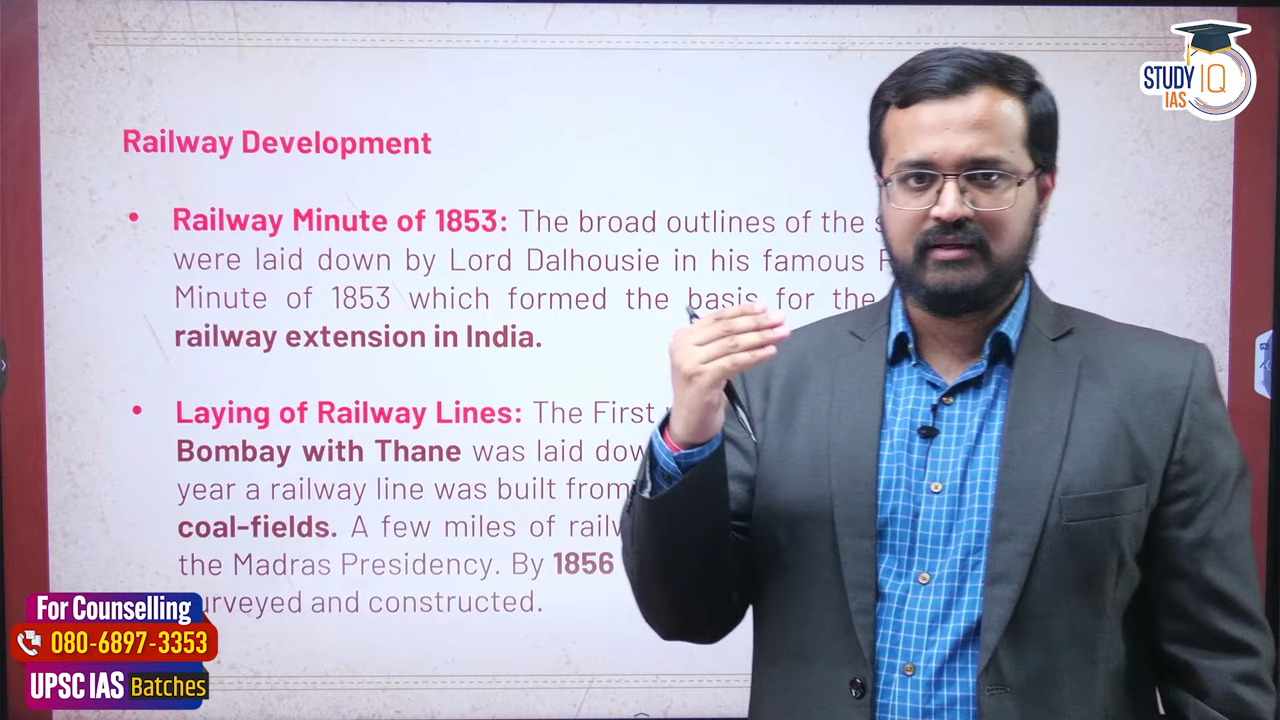 STUDY IQ
IAS
Railway Development
• Railway Minute of 1853: The broad outlines of the
were laid down by Lord Dalhousie in his famous
Minute of 1853 which formed the basis for the
railway extension in India.
• Laying of Railway Lines: The First
Bombay with Thane was laid
year a railway line was built from
coal-fields. A few miles of
the Madras Presidency. By 1856
urveyed and constructed.
For Counselling
080-6897-3353
UPSC IAS Batches